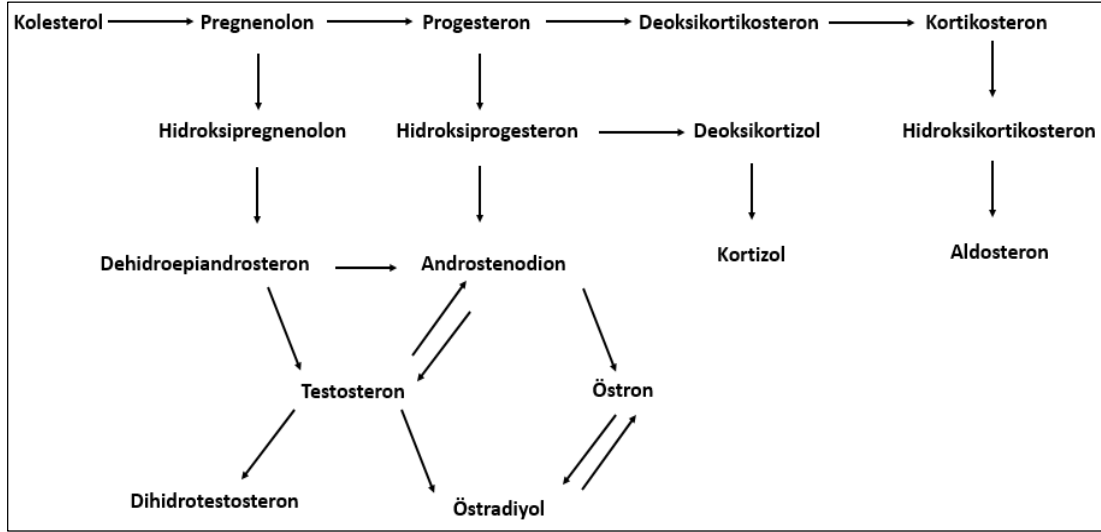 Kolesterol
Pregnenolon
Progesteron
Deoksikortikosteron
Kortikosteron
Hidroksipregnenolon
Hidroksiprogesteron
Deoksikortizol
Hidroksikortikosteron
Dehidroepiandrosteron
Androstenodion
Kortizol
Aldosteron
Testosteron
Östron
Dihidrotestosteron
Östradiyol